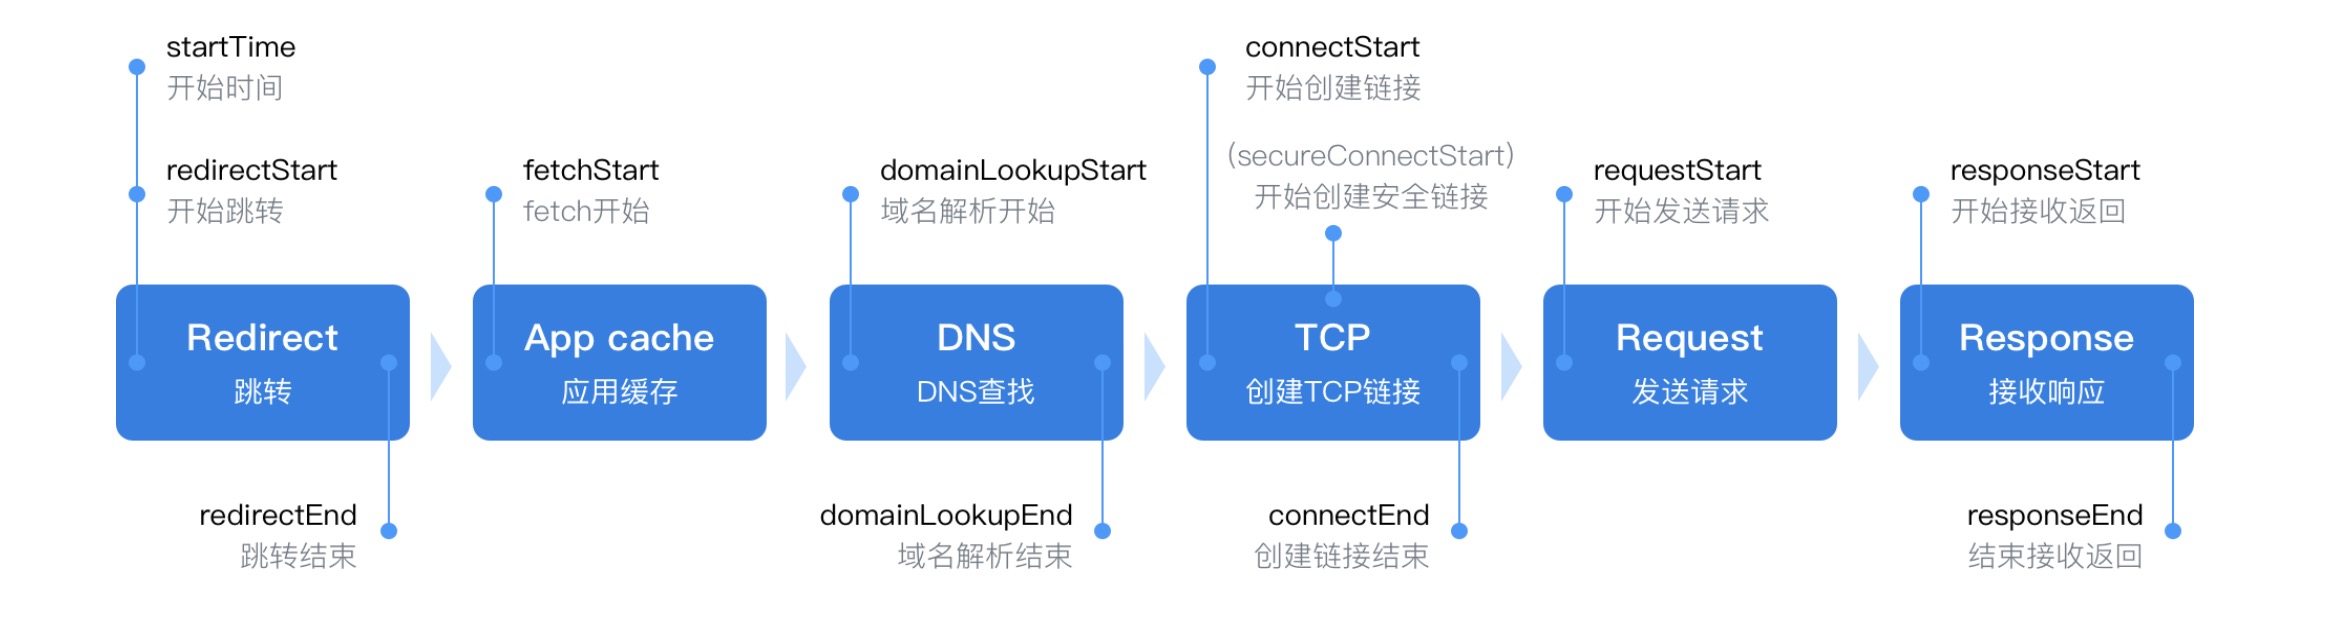 startTime
开始时间
redirectStart
开始跳转
fetchStart
fetch开始
domainLookupStart
域名解析开始
connectStart
开始创建链接
(secureConnectStart)
开始创建安全链接
requestStart
开始发送请求
responseStart
开始接收返回
Redirect
跳转
App cache
应用缓存
DNS
DNS查找
TCP
创建TCP链接
Request
发送请求
Response
接收响应
redirectEnd
跳转结束
domainLookupEnd
域名解析结束
connectEnd
创建链接结束
responseEnd
结束接收返回